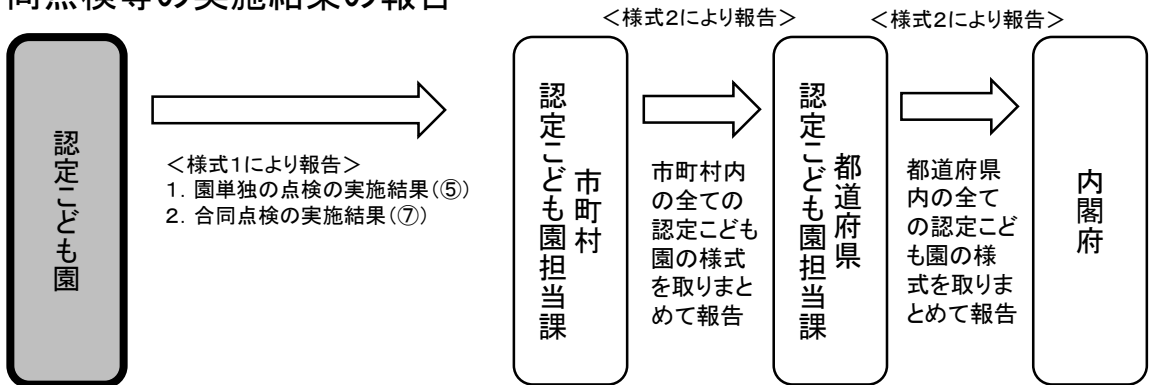 同点検等の実施結果の報告
認定こども園
＜様式1により報告＞
1．園単独の点検の実施結果（⑤）
2．合同点検の実施結果（⑦）
市町村
認定こども園担当課
＜様式2により報告＞
市町村内
の全ての
認定こども
園の様式
を取りまと
めて報告
都道府県
認定こども園担当課
＜様式2により報告＞
都道府県
内の全て
の認定こど
も園の様
式を取りま
とめて報告
内閣府